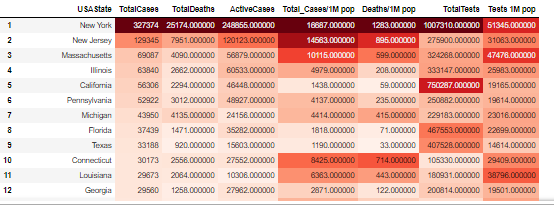 USAState TotalCases TotalDeaths ActiveCases Total_Cases/1M pop Deaths/1M pop TotalTests Tests 1M pop
1 New York 327374 25174.000000 248855.000000 16687.000000 1283.000000 1007310.000000 51345.000000
2 New Jersey 129345 7951.000000 120123.000000 14563.000000 895.000000 275900.000000 31063.000000
3 Massachusetts 69087 4090.000000 56879.000000 10115.000000 599.000000 324268.000000 47476.000000
4 Illinois 63840 2662.000000 60533.000000 4979.000000 208.000000 333147.000000 25983.000000
5 California 56306 2294.000000 46448.000000 1438.000000 59.000000 750287.000000 19165.000000
6 Pennsylvania 52922 3012.000000 48927.000000 4137.000000 235.000000 250882.000000 19614.000000
7 Michigan 43950 4135.000000 24156.000000 4414.000000 415.000000 229183.000000 23016.000000
8 Florida 37439 1471.000000 35282.000000 1818.000000 71.000000 467553.000000 22699.000000
9 Texas 33188 920.000000 15603.000000 1190.000000 33.000000 407528.000000 14614.000000
10 Connecticut 30173 2556.000000 27552.000000 8425.000000 714.000000 105330.000000 29409.000000
11 Louisiana 29673 2064.000000 10306.000000 6363.000000 443.000000 180931.000000 38796.000000
12 Georgia 29560 1258.000000 27962.000000 2871.000000 122.000000 200814.000000 19501.000000